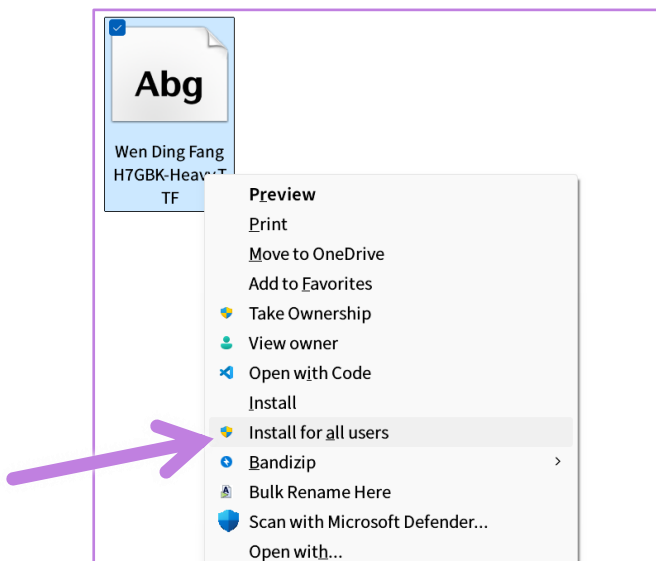 Abg
Wen Ding Fang
H7GBK-Heavy.T
TF
Preview
Print
Move to OneDrive
Add to Favorites
Take Ownership
View owner
Open with Code
Install
Install for all users
Bandizip
Bulk Rename Here
Scan with Microsoft Defender...
Open with...